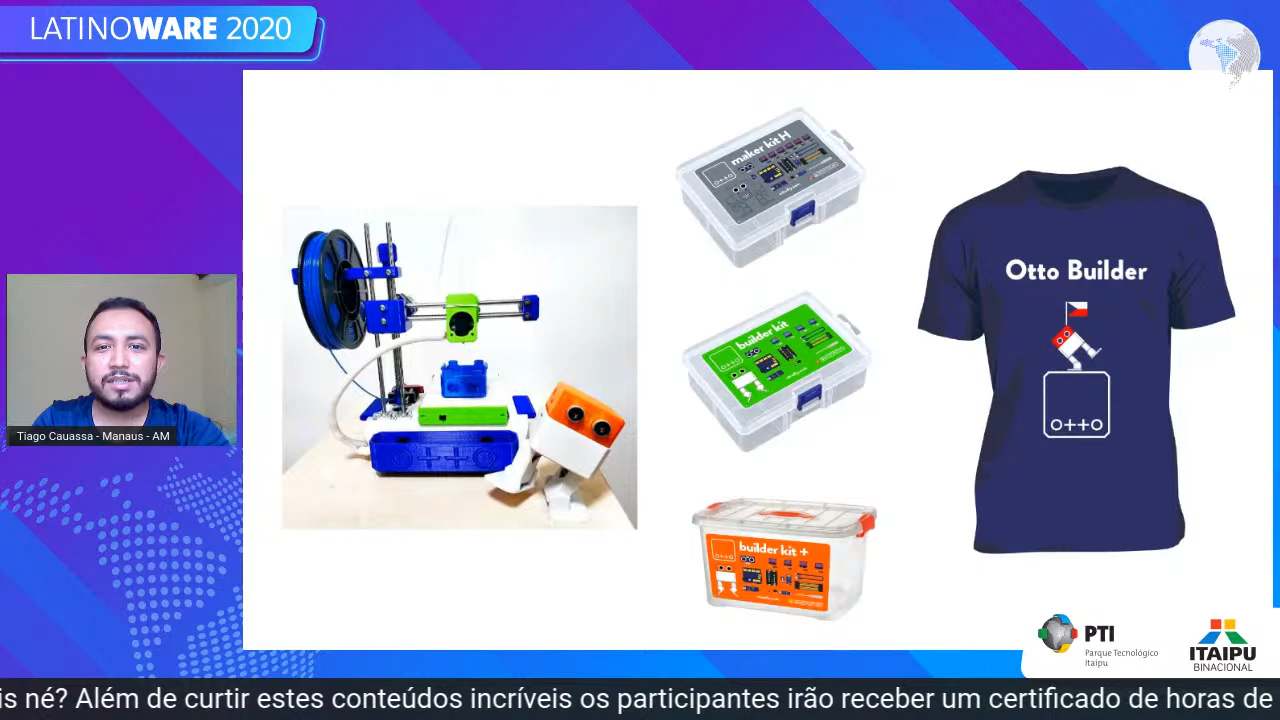 LATINOWARE 2020
maker kit H
O++O
builder kit
O++O
builder kit +
Otto Builder
O++O
Tiago Cauassa - Manaus - AM
PTI
Parque Tecnológico
Itaipu
ITAIPU
BINACIONAL
is né? Além de curtir estes conteúdos incríveis os participantes irão receber um certificado de horas de